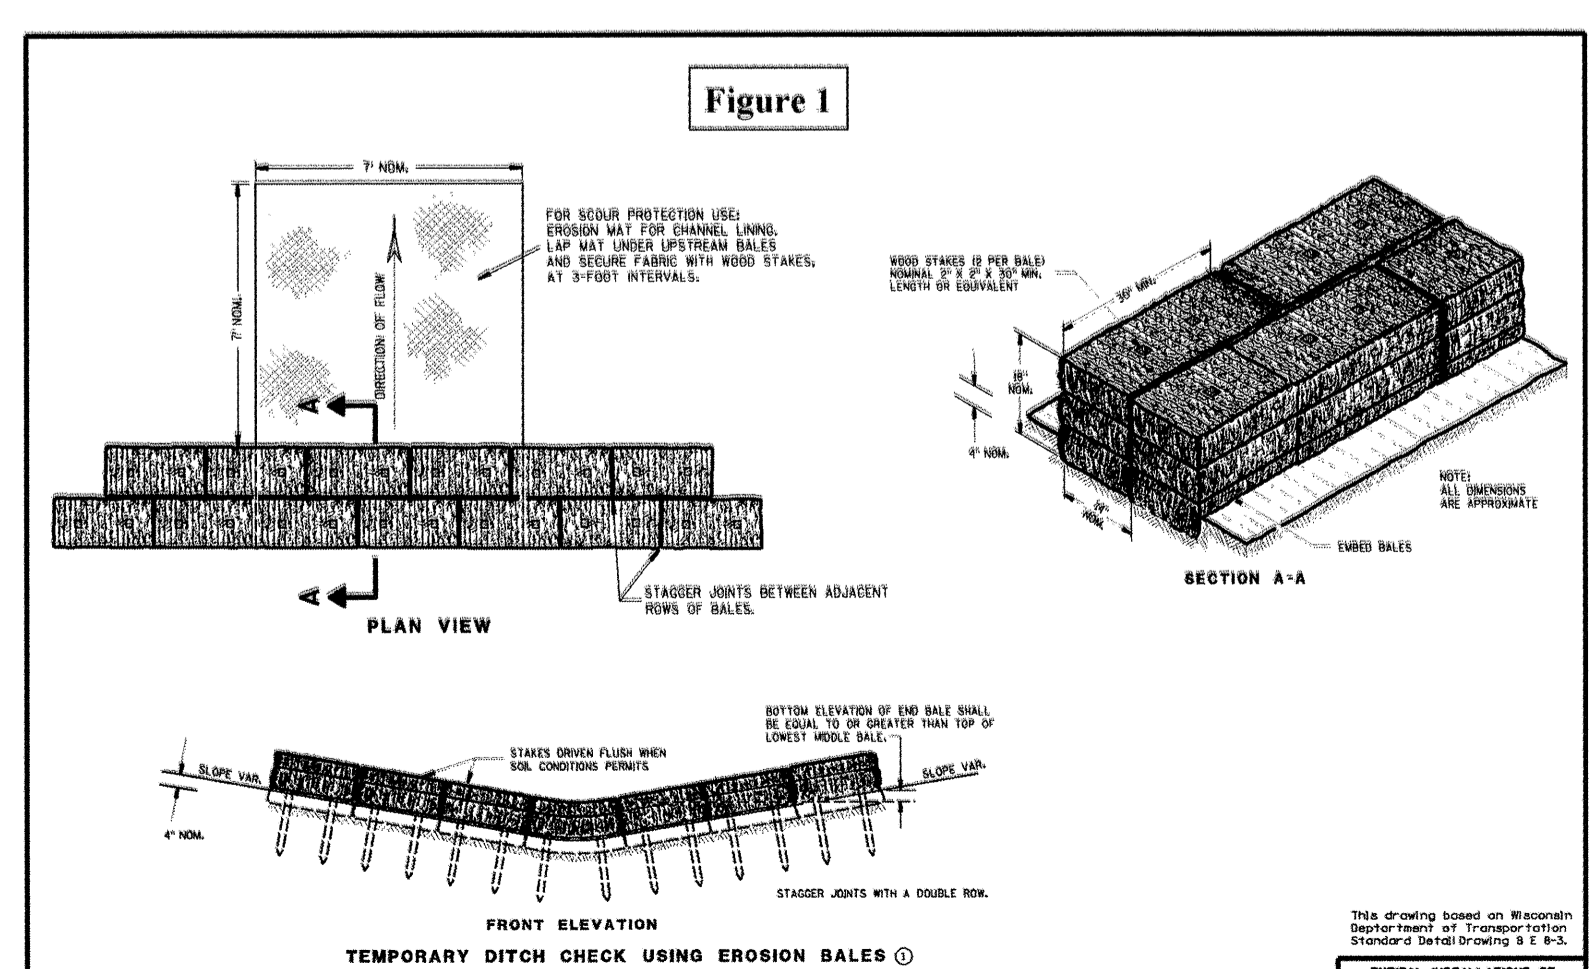 Figure 1
7' NOM.
7' NOM.
DIRECTION OF FLOW
FOR SCOUR PROTECTION USE:
EROSION MAT FOR CHANNEL LINING.
LAP MAT UNDER UPSTREAM BALES
AND SECURE FABRIC WITH WOOD STAKES,
AT 3-FOOT INTERVALS.
A
A
STAGGER JOINTS BETWEEN ADJACENT
ROWS OF BALES.
PLAN VIEW
WOOD STAKES (2 PER BALE)
NOMINAL 2" X 2" X 30" MIN.
LENGTH OR EQUIVALENT
30" MIN.
18"
NOM.
4" NOM.
NOM.
NOTE:
ALL DIMENSIONS
ARE APPROXIMATE
EMBED BALES
SECTION A-A
BOTTOM ELEVATION OF END BALE SHALL
BE EQUAL TO OR GREATER THAN TOP OF
LOWEST MIDDLE BALE.
STAKES DRIVEN FLUSH WHEN
SOIL CONDITIONS PERMITS
SLOPE VAR.
SLOPE VAR.
4" NOM.
STAGGER JOINTS WITH A DOUBLE ROW.
FRONT ELEVATION
TEMPORARY DITCH CHECK USING EROSION BALES ①
This drawing based on Wisconsin
Deptartment of Transportation
Standard Detail Drawing 8 E 8-3.